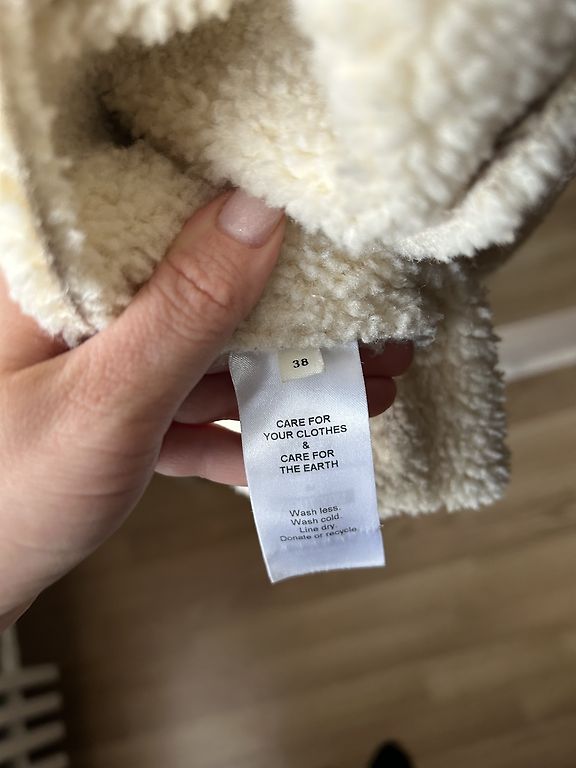 38
CARE FOR
YOUR CLOTHES
&
CARE FOR
THE EARTH
Wash less.
Wash cold.
Line dry.
Donate or recycle.